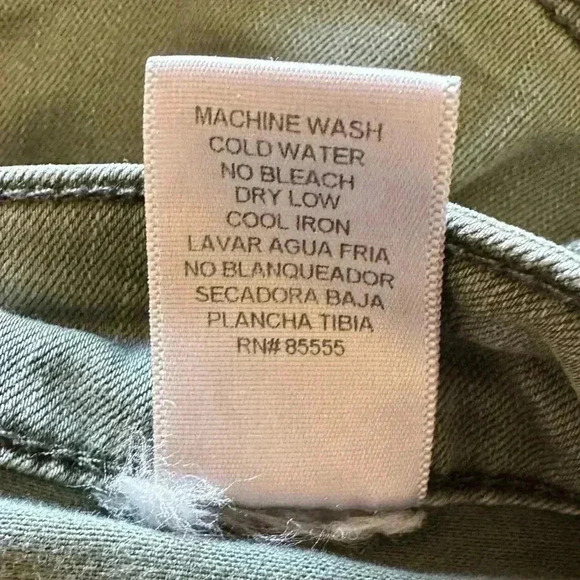 MACHINE WASH
COLD WATER
NO BLEACH
DRY LOW
COOL IRON
LAVAR AGUA FRIA
NO BLANQUEADOR
SECADORA BAJA
PLANCHA TIBIA
RN# 85555